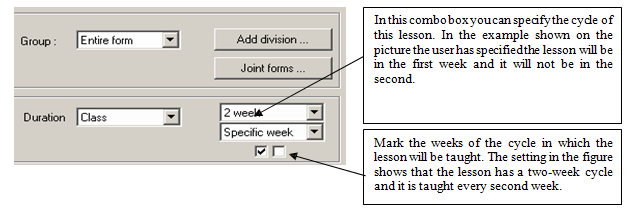 Group :
Entire form
Add division ...
Joint forms ...
Duration
Class
2 week
Specific week
In this combo box you can specify the cycle of
this lesson. In the example shown on the
picture the user has specified the lesson will be
in the first week and it will not be in the
second.
Mark the weeks of the cycle in which the
lesson will be taught. The setting in the figure
shows that the lesson has a two-week cycle
and it is taught every second week.